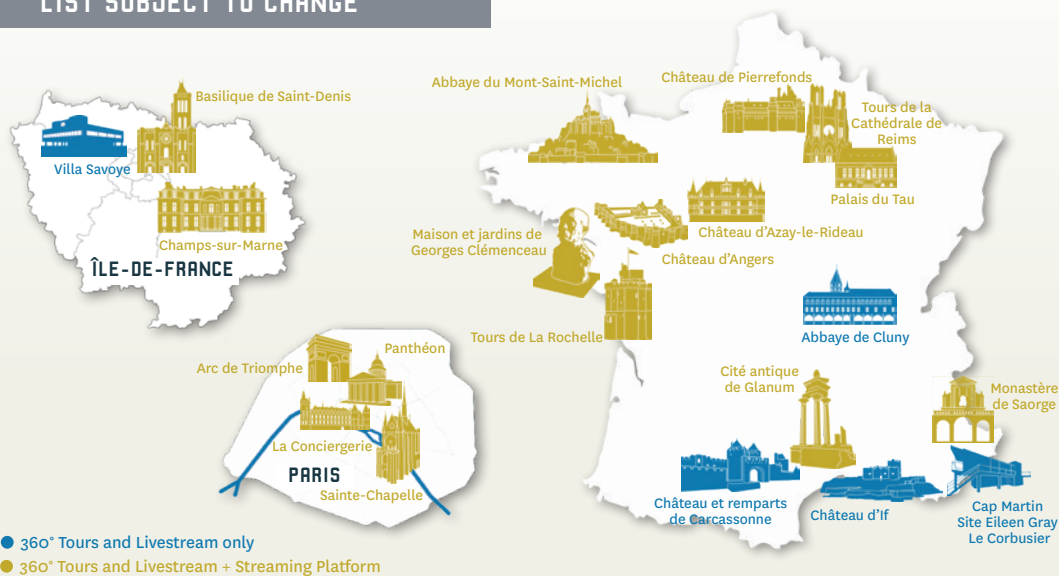 LIST SUBJECT TO CHANGE
Basilique de Saint-Denis
Villa Savoye
Champs-sur-Marne
ÎLE-DE-FRANCE
Arc de Triomphe
Panthéon
La Conciergerie
PARIS
Sainte-Chapelle
Abbaye du Mont-Saint-Michel
Château de Pierrefonds
Tours de la
Cathédrale de
Reims
Palais du Tau
Maison et jardins de
Georges Clémenceau
Château d'Azay-le-Rideau
Château d'Angers
Tours de La Rochelle
Abbaye de Cluny
Cité antique
de Glanum
Monastère
de Saorge
Château et remparts
de Carcassonne
Château d'If
Cap Martin
Site Eileen Gray
Le Corbusier
360° Tours and Livestream only
360° Tours and Livestream + Streaming Platform